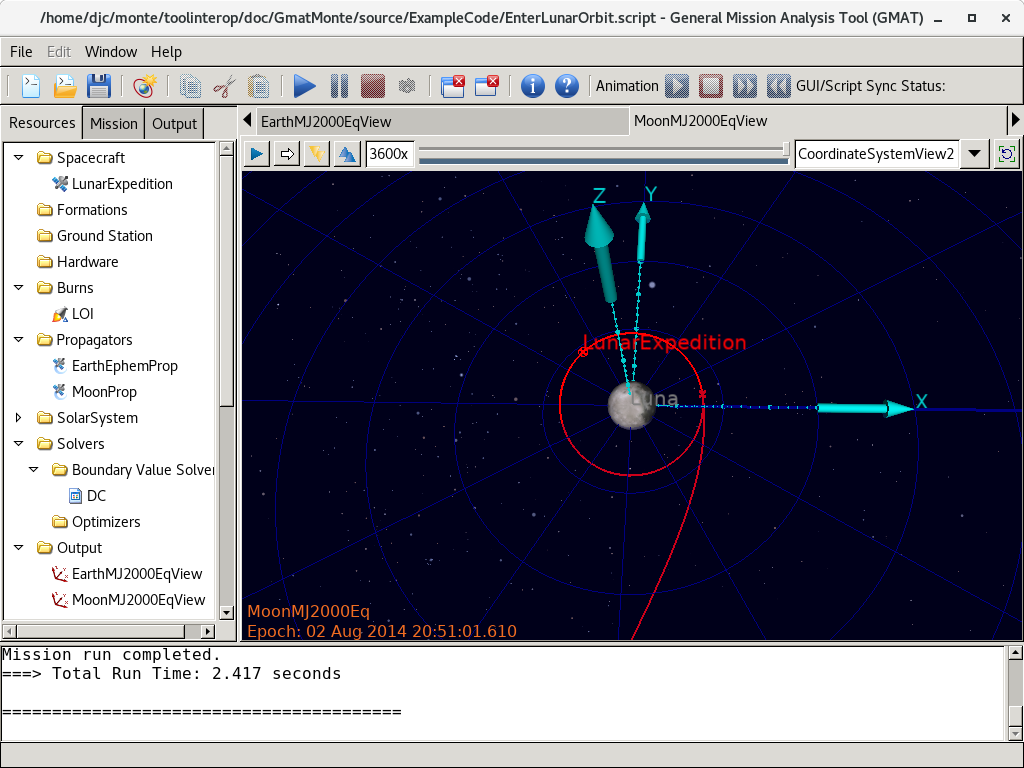 /home/djc/monte/toolinterop/doc/GmatMonte/source/ExampleCode/EnterLunarOrbit.script - General Mission Analysis Tool (GMAT)
File Edit Window Help
Animation GUI/Script Sync Status:
Resources Mission Output
EarthMJ2000EqView MoonMJ2000EqView
3600x CoordinateSystemView2
Spacecraft
LunarExpedition
Formations
Ground Station
Hardware
Burns
LOI
Propagators
EarthEphemProp
MoonProp
SolarSystem
Solvers
Boundary Value Solver
DC
Optimizers
Output
EarthMJ2000EqView
MoonMJ2000EqView
Z Y
LunarExpedition
Luna
X
MoonMJ2000Eq
Epoch: 02 Aug 2014 20:51:01.610
Mission run completed.
===> Total Run Time: 2.417 seconds
========================================